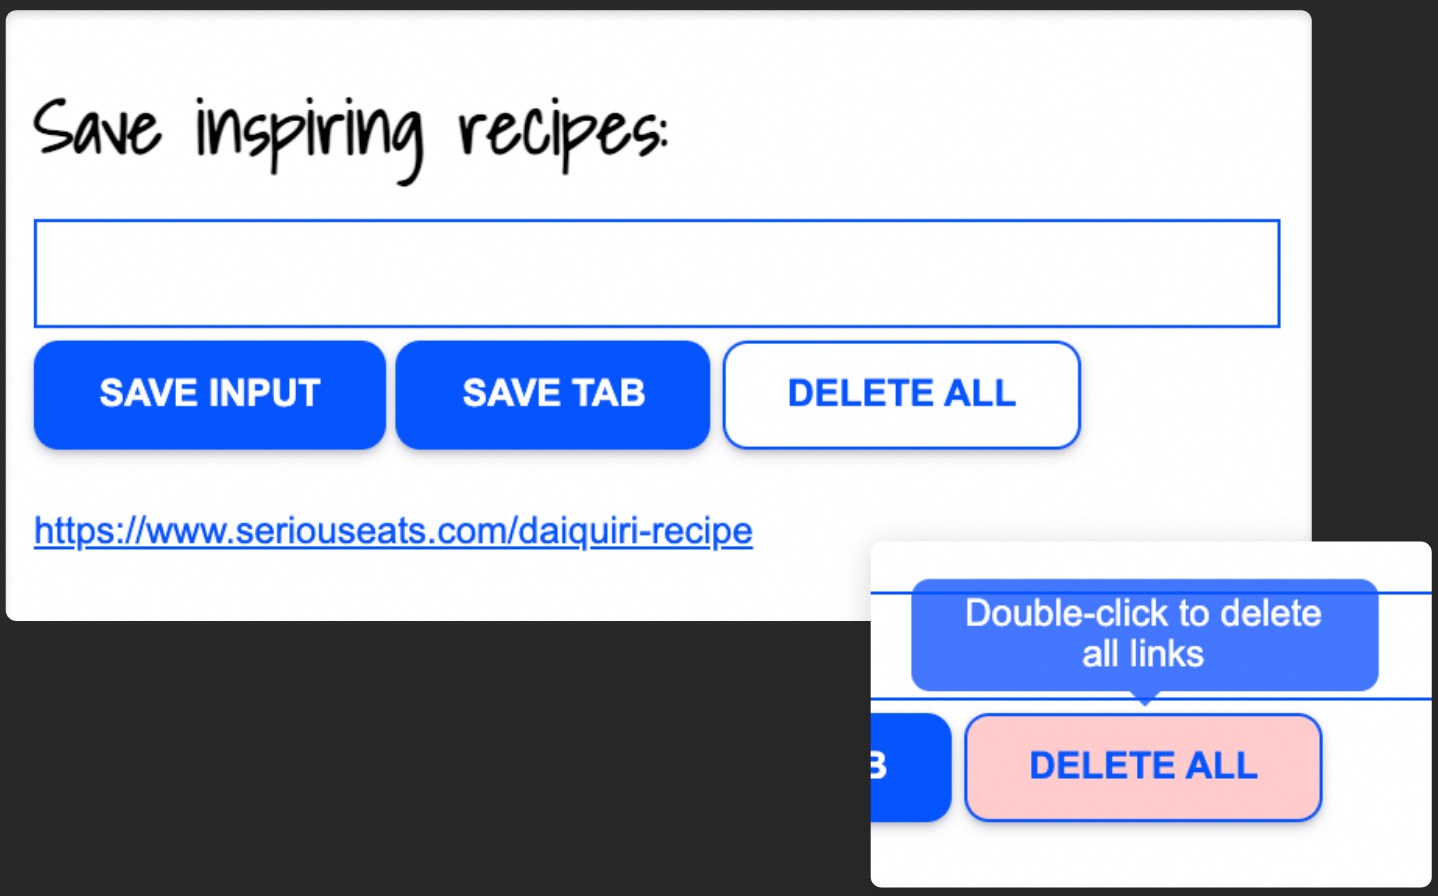 Save inspiring recipes:
SAVE INPUT
SAVE TAB
DELETE ALL
https://www.seriouseats.com/daiquiri-recipe
Double-click to delete
all links
B
DELETE ALL